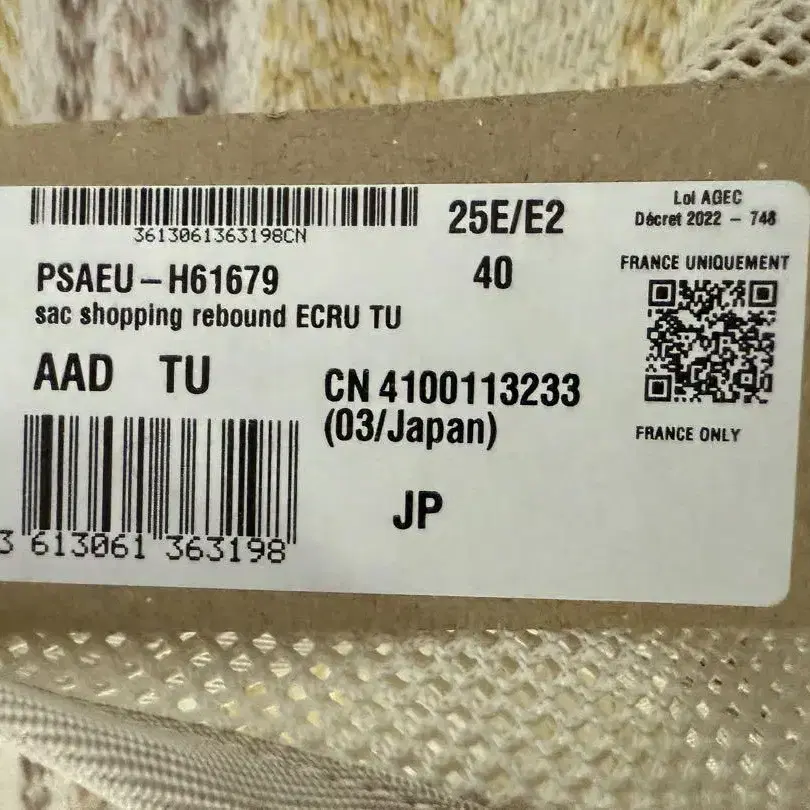 3613061363198CN
25E/E2
40
PSAEU-H61679
sac shopping rebound ECRU TU
AAD TU
CN 4100113233
(03/Japan)
JP
3 613061 363198
Loi AGEC
Décret 2022 - 748
FRANCE UNIQUEMENT
FRANCE ONLY